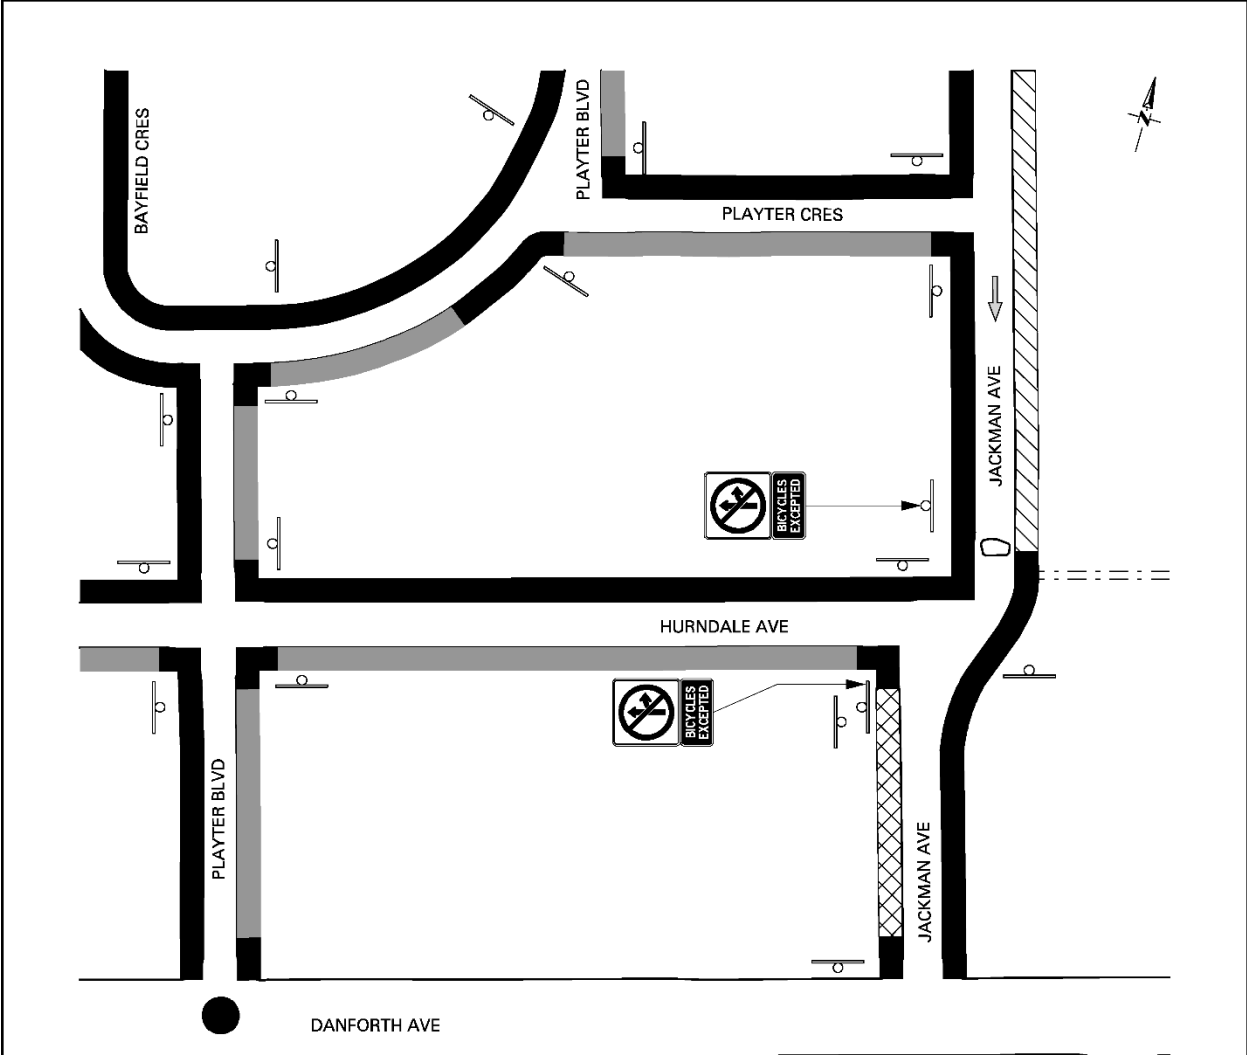 BAYFIELD CRES
PLAYTER BLVD
N
PLAYTER CRES
JACKMAN AVE
BICYCLES
EXCEPTED
HURNDALE AVE
BICYCLES
EXCEPTED
PLAYTER BLVD
JACKMAN AVE
DANFORTH AVE